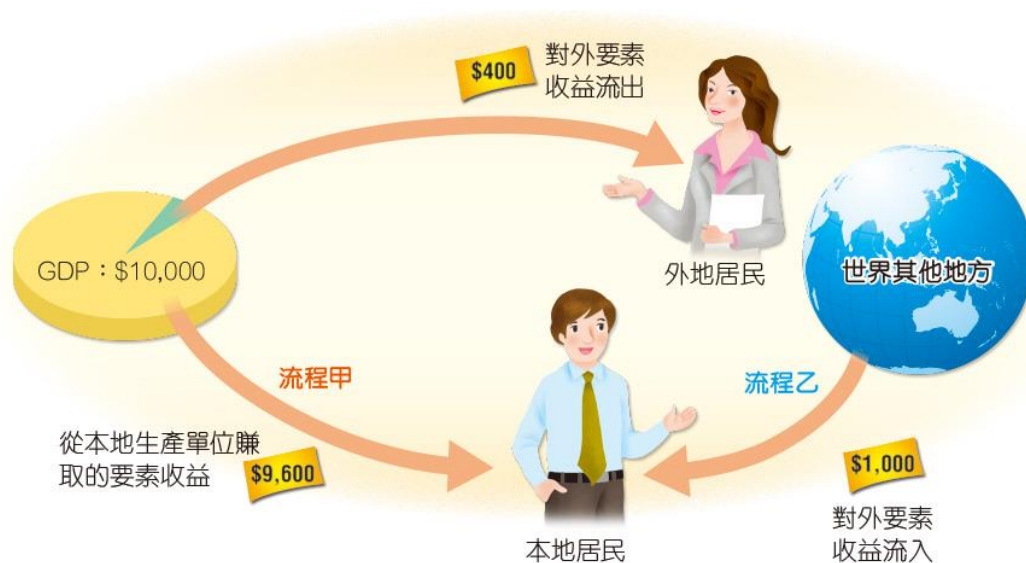 $400
對外要素
收益流出
GDP：$10,000
外地居民
世界其他地方
流程甲
流程乙
從本地生產單位賺
取的要素收益
$9,600
$1,000
對外要素
收益流入
本地居民